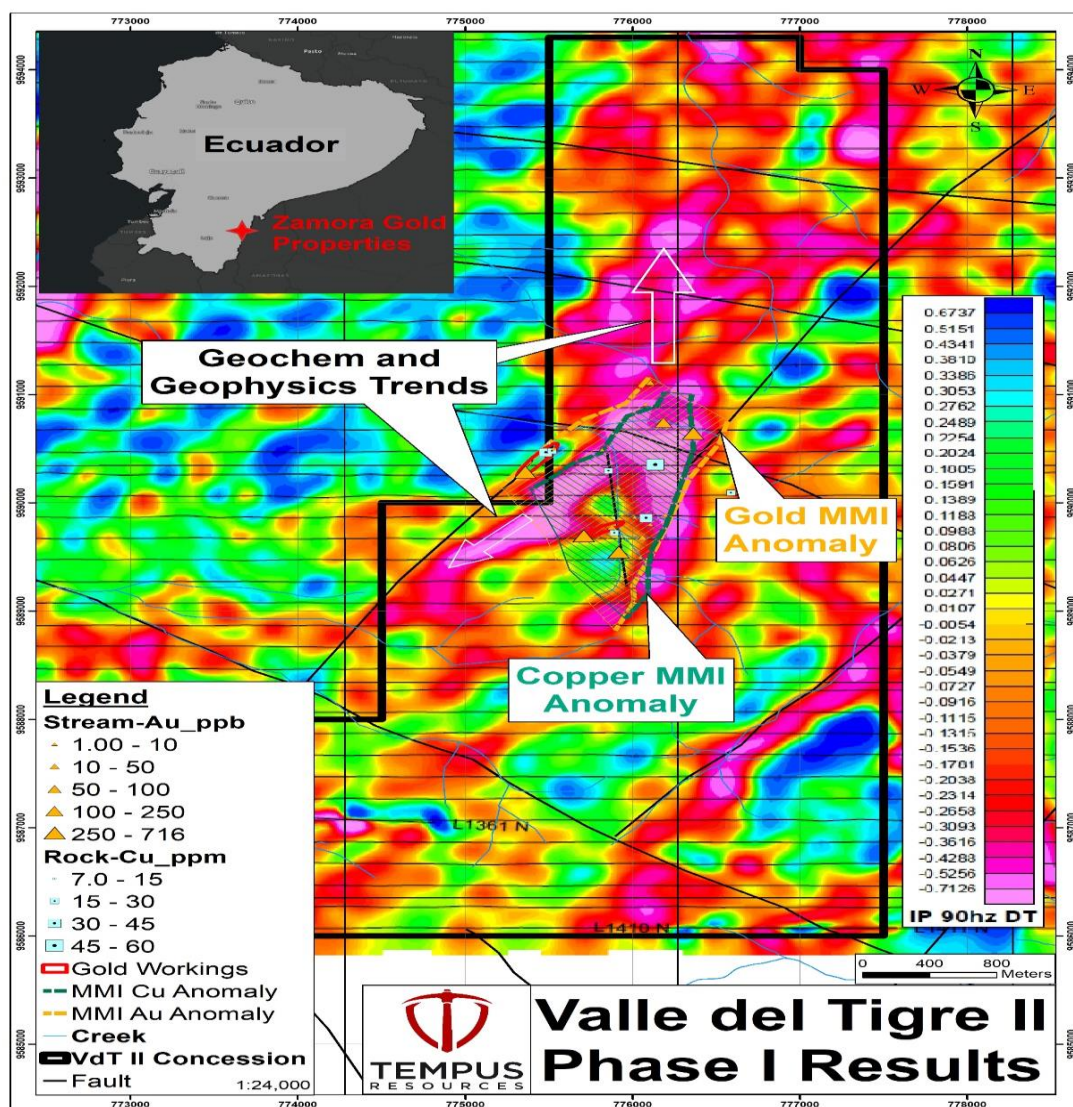 773000 774000 775000 776000 777000 778000
Quito
Ecuador
Zamora Gold
Properties
N
W E
S
9594000
9593000
9592000
9591000
9590000
9589000
9588000
9587000
9586000
9585000
Geochem and
Geophysics Trends
Gold MMI
Anomaly
Copper MMI
Anomaly
0.6737
0.5151
0.4341
0.3810
0.3386
0.3053
0.2762
0.2489
0.2254
0.2024
0.1805
0.1591
0.1389
0.1188
0.0988
0.0806
0.0626
0.0447
0.0271
0.0107
-0.0054
-0.0213
-0.0379
-0.0549
-0.0727
-0.0916
-0.1115
-0.1315
-0.1536
-0.1781
-0.2038
-0.2314
-0.2658
-0.3093
-0.3616
-0.4288
-0.5256
-0.7126
IP 90hz DT
L1361 N
L1410 N
Legend
Stream-Au_ppb
1.00 - 10
10 - 50
50 - 100
100 - 250
250 - 716
Rock-Cu_ppm
7.0 - 15
15 - 30
30 - 45
45 - 60
Gold Workings
MMI Cu Anomaly
MMI Au Anomaly
Creek
VdT II Concession
Fault
1:24,000
0 400 800
Meters
TEMPUS
RESOURCES
Valle del Tigre II
Phase I Results
773000 774000 775000 776000 777000 778000